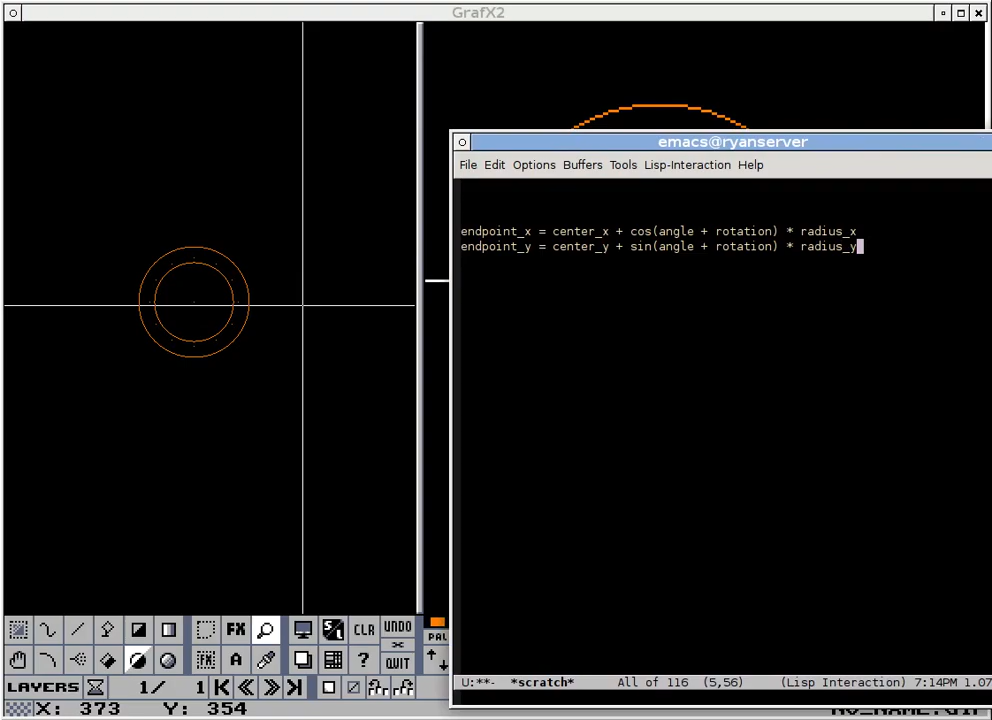 GrafX2
emacs@ryanserver
File Edit Options Buffers Tools Lisp-Interaction Help
endpoint_x = center_x + cos(angle + rotation) * radius_x
endpoint_y = center_y + sin(angle + rotation) * radius_y
FX
CLR
UNDO
PAL
A
?
QUIT
LAYERS 1/ 1
U:**- *scratch* All of 116 (5,56) (Lisp Interaction) 7:14PM 1.07
X: 373 Y: 354